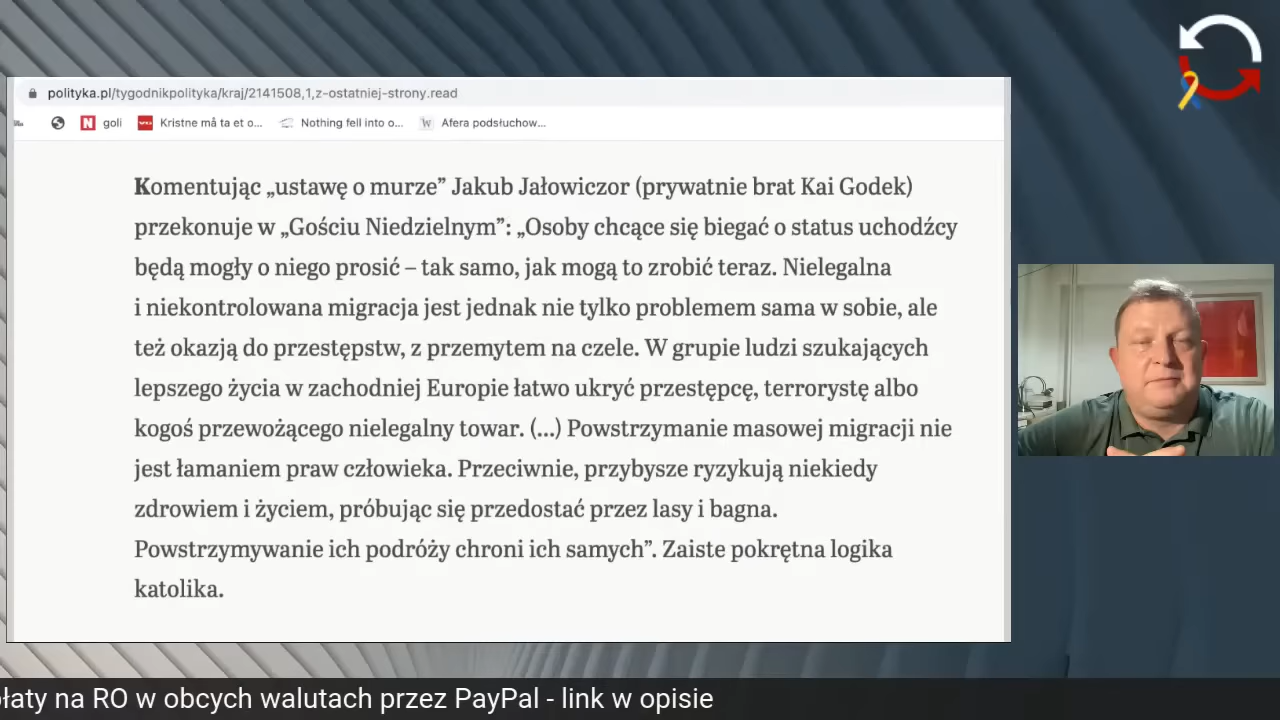 polityka.pl/tygodnikpolityka/kraj/2141508,1,z-ostatniej-strony.read
N goli Kristne må ta et o... Nothing fell into o... W Afera podsłuchow...
Komentując „ustawę o murze” Jakub Jałowiczor (prywatnie brat Kai Godek)
przekonuje w „Gościu Niedzielnym”: „Osoby chcące się biegać o status uchodźcy
będą mogły o niego prosić – tak samo, jak mogą to zrobić teraz. Nielegalna
i niekontrolowana migracja jest jednak nie tylko problemem sama w sobie, ale
też okazją do przestępstw, z przemytem na czele. W grupie ludzi szukających
lepszego życia w zachodniej Europie łatwo ukryć przestępcę, terrorystę albo
kogoś przewożącego nielegalny towar. (...) Powstrzymanie masowej migracji nie
jest łamaniem praw człowieka. Przeciwnie, przybysze ryzykują niekiedy
zdrowiem i życiem, próbując się przedostać przez lasy i bagna.
Powstrzymywanie ich podróży chroni ich samych”. Zaiste pokrętna logika
katolika.
płaty na RO w obcych walutach przez PayPal - link w opisie